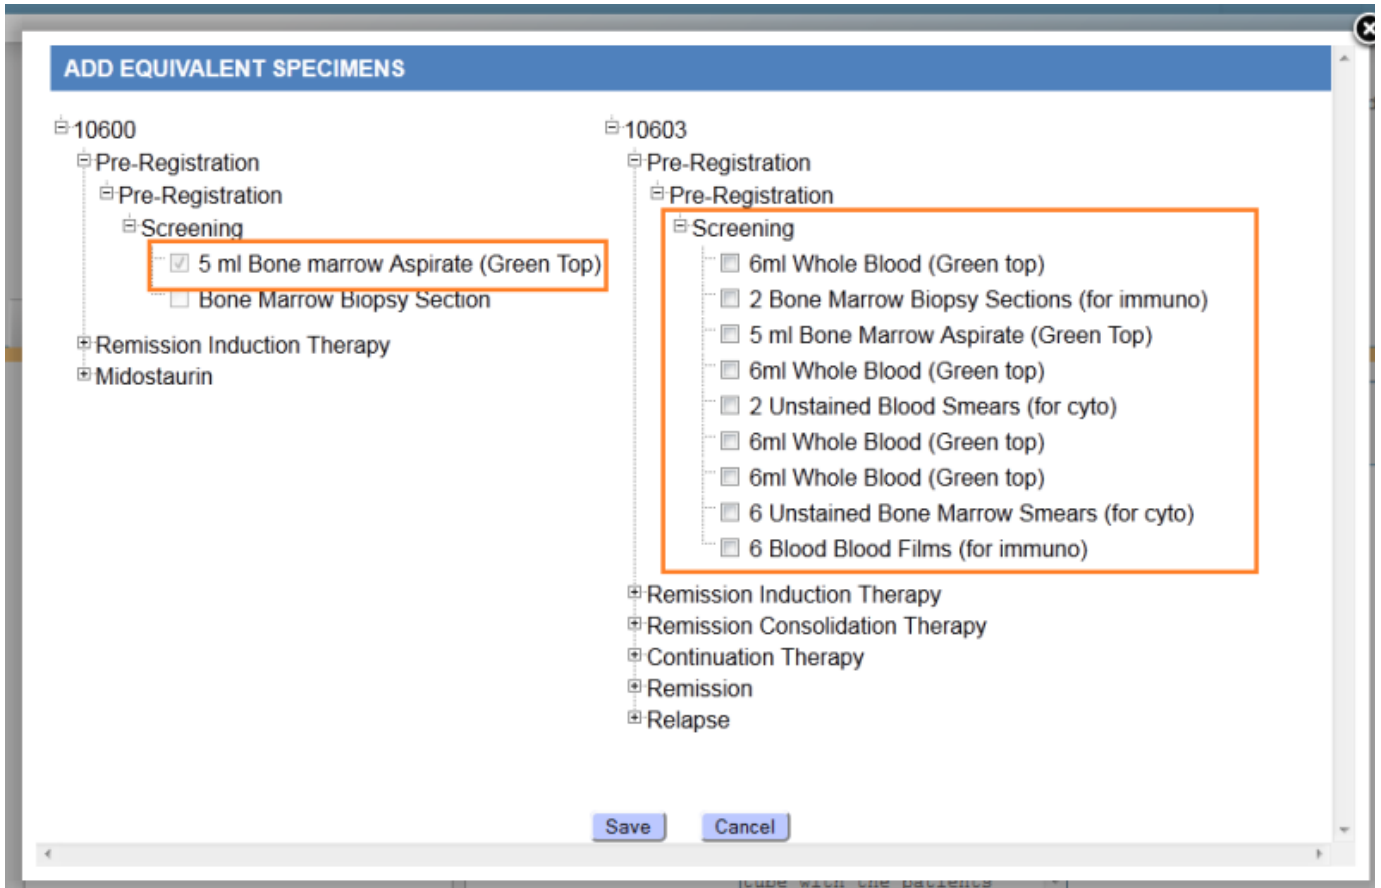 ADD EQUIVALENT SPECIMENS
10600
Pre-Registration
Pre-Registration
Screening
5 ml Bone marrow Aspirate (Green Top)
Bone Marrow Biopsy Section
Remission Induction Therapy
Midostaurin
10603
Pre-Registration
Pre-Registration
Screening
6ml Whole Blood (Green top)
2 Bone Marrow Biopsy Sections (for immuno)
5 ml Bone Marrow Aspirate (Green Top)
6ml Whole Blood (Green top)
2 Unstained Blood Smears (for cyto)
6ml Whole Blood (Green top)
6ml Whole Blood (Green top)
6 Unstained Bone Marrow Smears (for cyto)
6 Blood Blood Films (for immuno)
Remission Induction Therapy
Remission Consolidation Therapy
Continuation Therapy
Remission
Relapse
Save Cancel
with the patients